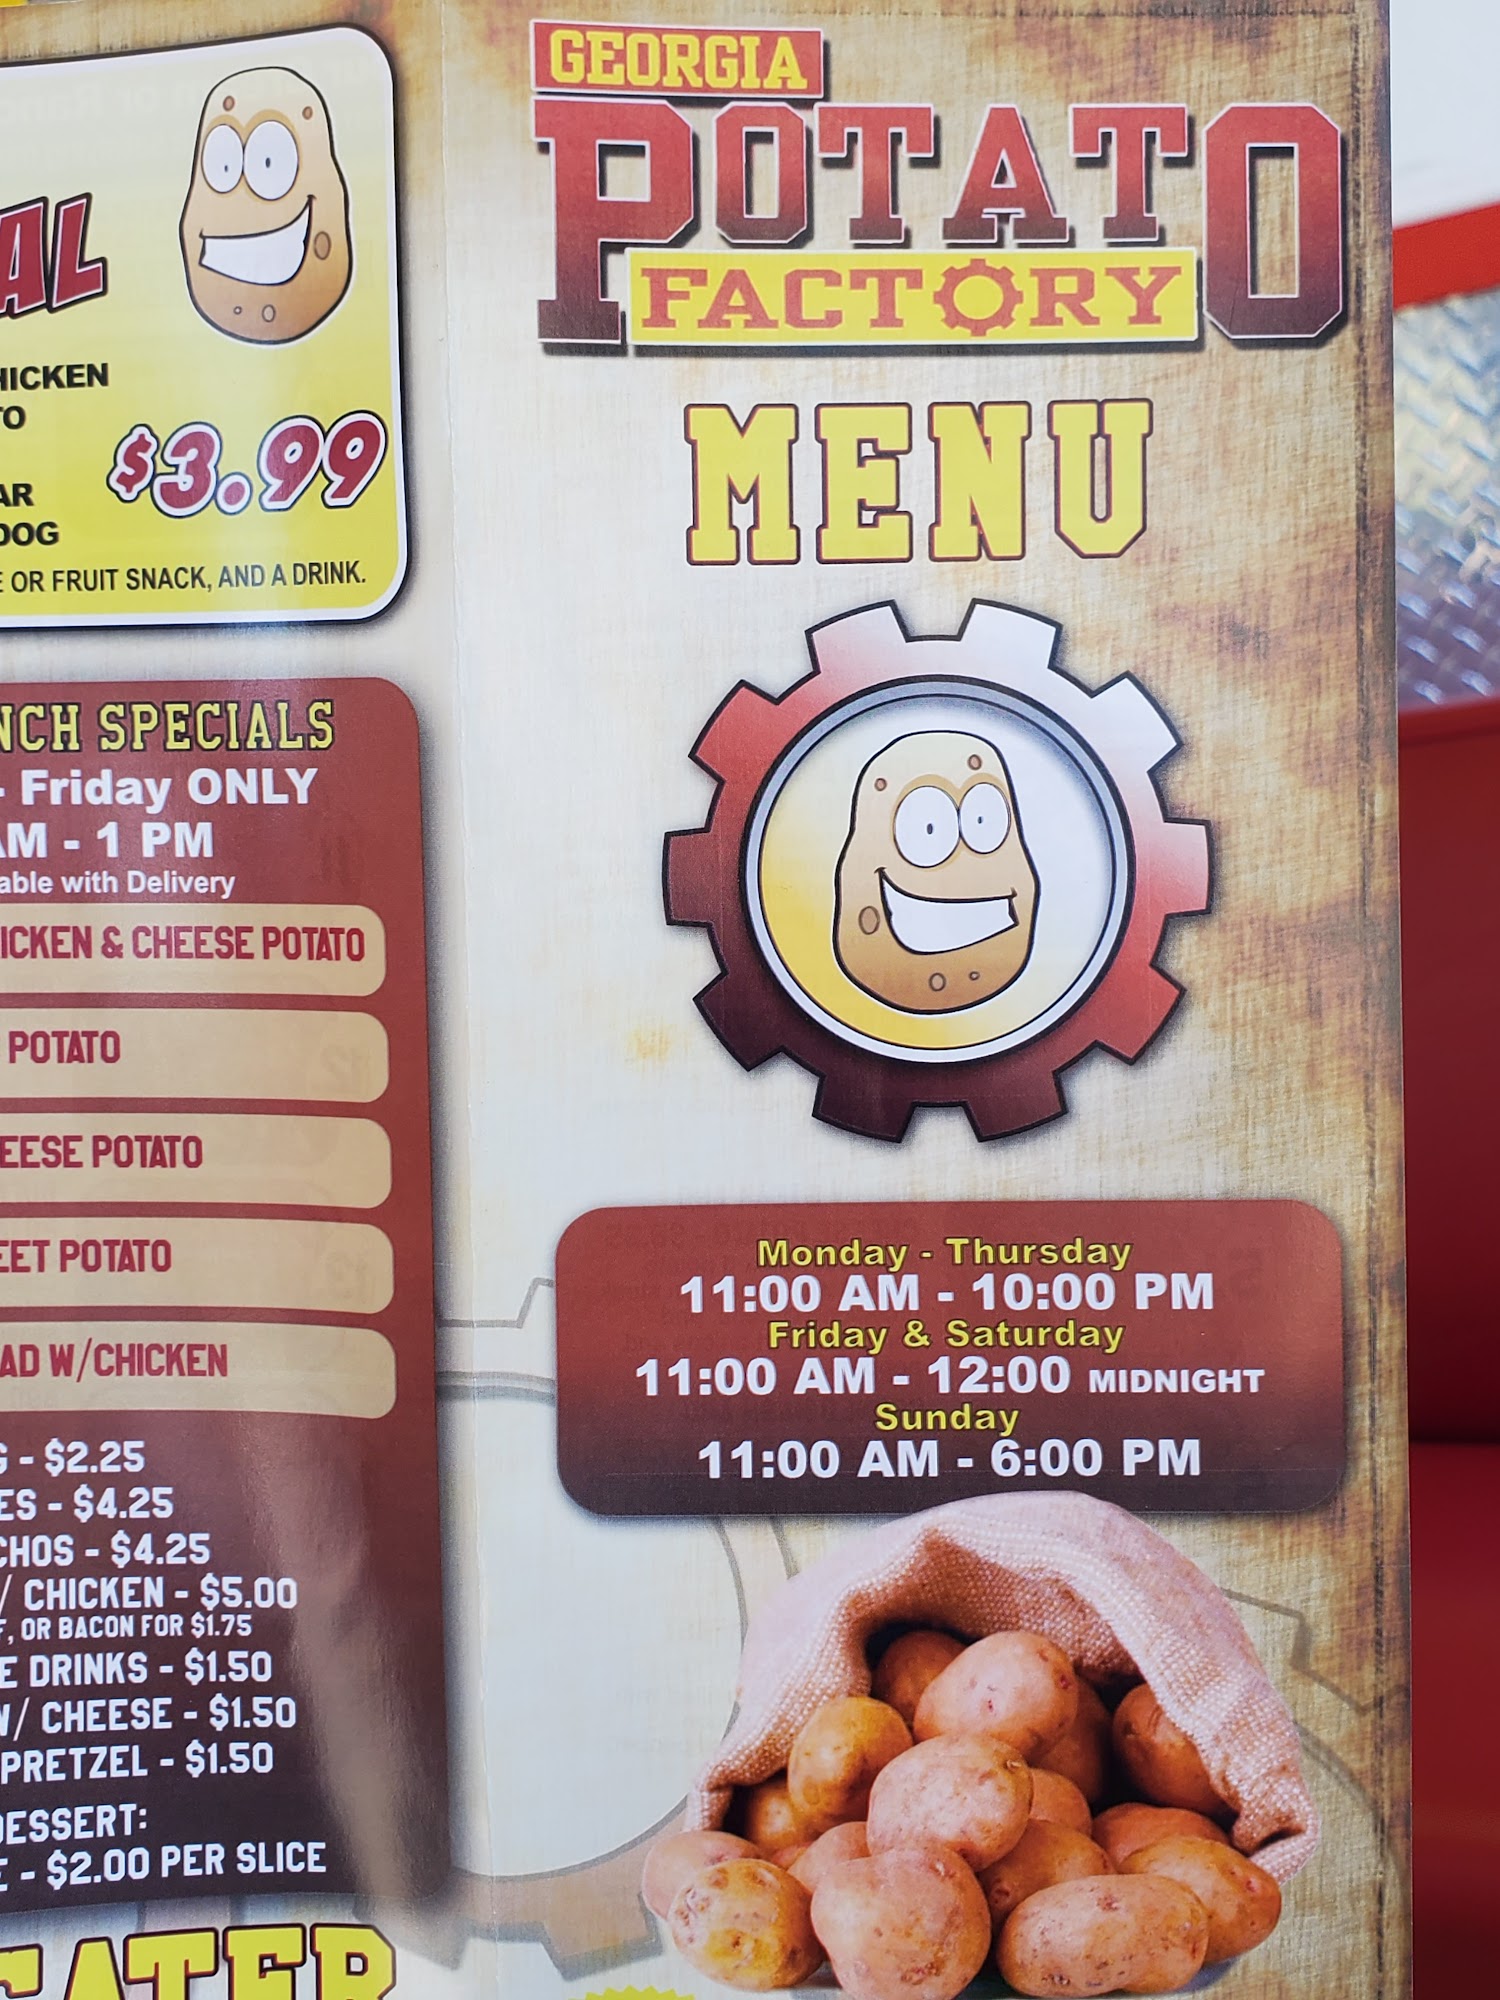 AL
HICKEN
TO
$3.99
AR
DOG
OR FRUIT SNACK, AND A DRINK.
NCH SPECIALS
- Friday ONLY
AM - 1 PM
able with Delivery
ICKEN & CHEESE POTATO
POTATO
EESE POTATO
EET POTATO
AD W/CHICKEN
G - $2.25
ES - $4.25
CHOS - $4.25
/ CHICKEN - $5.00
F, OR BACON FOR $1.75
E DRINKS - $1.50
W/ CHEESE - $1.50
PRETZEL - $1.50
DESSERT:
E - $2.00 PER SLICE
EATER
GEORGIA
POTATO
FACTORY
MENU
Monday - Thursday
11:00 AM - 10:00 PM
Friday & Saturday
11:00 AM - 12:00 MIDNIGHT
Sunday
11:00 AM - 6:00 PM